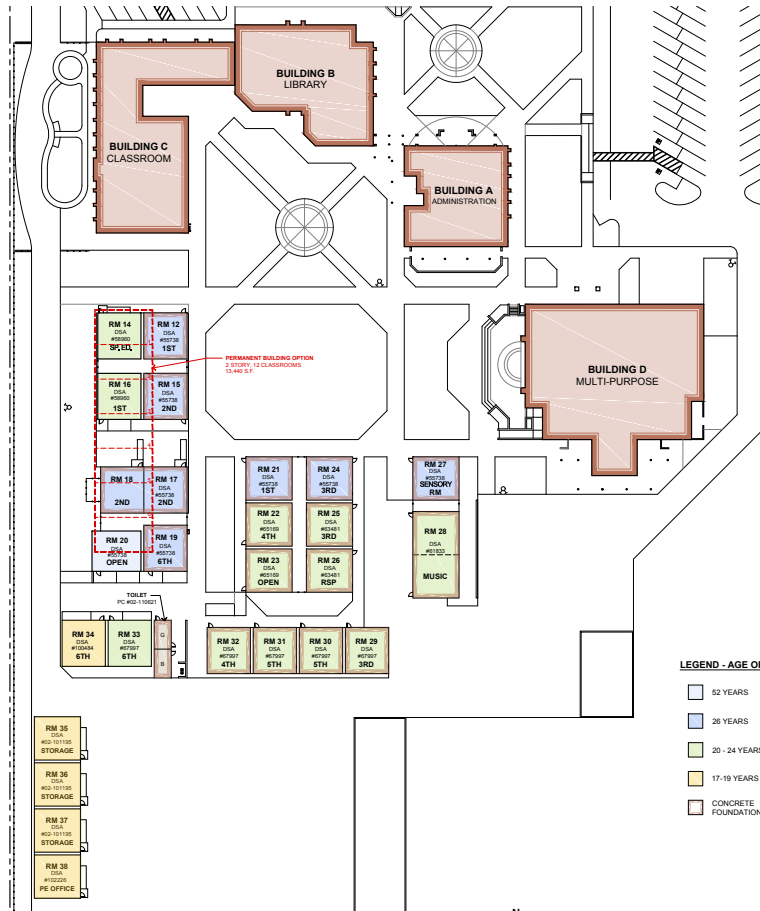 BUILDING B
LIBRARY
BUILDING C
CLASSROOM
BUILDING A
ADMINISTRATION
RM 14
DSA
#58960
SP.ED.
RM 12
DSA
#55738
1ST
PERMANENT BUILDING OPTION
2 STORY, 12 CLASSROOMS
13,440 S.F.
BUILDING D
MULTI-PURPOSE
RM 16
DSA
#58960
1ST
RM 15
DSA
#55738
2ND
RM 18
2ND
RM 17
DSA
#55738
2ND
RM 21
DSA
#55738
1ST
RM 24
DSA
#55738
3RD
RM 27
DSA
#55738
SENSORY
RM
RM 22
DSA
#65169
4TH
RM 25
DSA
#63481
3RD
RM 28
DSA
#61833
MUSIC
RM 20
DSA
#55738
OPEN
RM 19
DSA
#55738
6TH
RM 23
DSA
#65169
OPEN
RM 26
DSA
#63481
RSP
TOILET
PC #02-110621
G
B
RM 34
DSA
#100484
6TH
RM 33
DSA
#67997
6TH
RM 32
DSA
#67997
4TH
RM 31
DSA
#67997
5TH
RM 30
DSA
#67997
5TH
RM 29
DSA
#67997
3RD
LEGEND - AGE O
52 YEARS
26 YEARS
20 - 24 YEARS
17-19 YEARS
CONCRETE
FOUNDATION
RM 35
DSA
#02-101195
STORAGE
RM 36
DSA
#02-101195
STORAGE
RM 37
DSA
#02-101195
STORAGE
RM 38
DSA
#102226
PE OFFICE